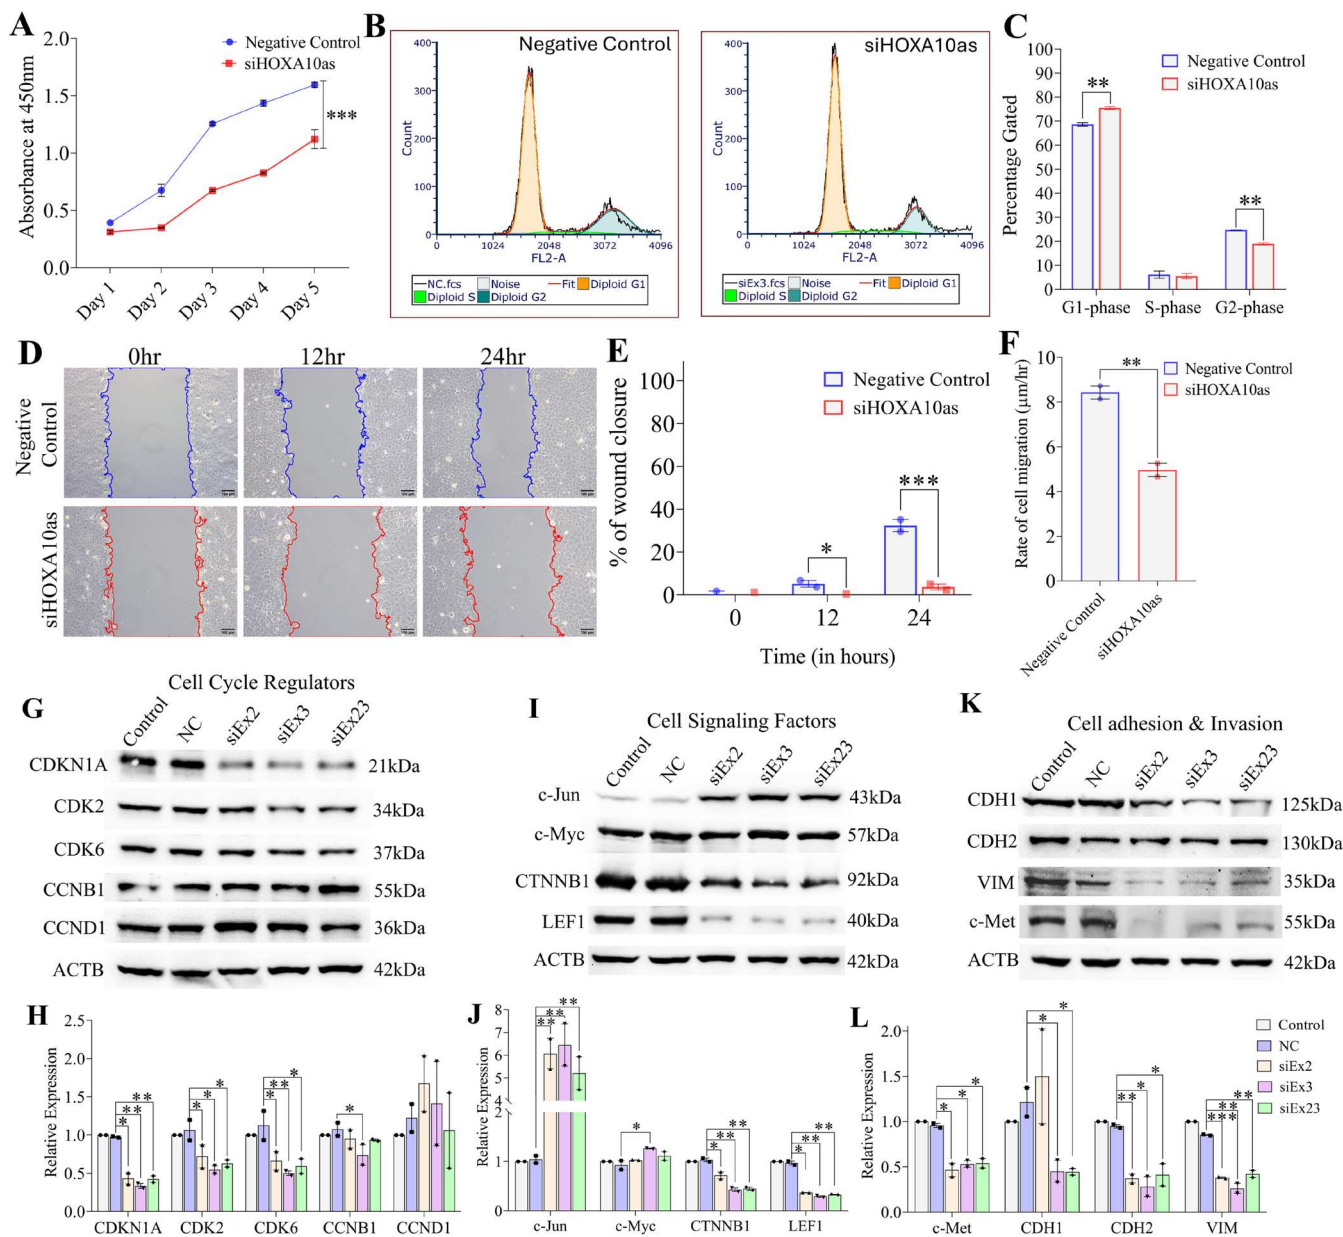 A
Negative Control
siHOXA10as
Absorbance at 450nm
2.0
1.5
1.0
0.5
0.0
***
Day 1
Day 2
Day 3
Day 4
Day 5
B
Negative Control
Count
400
300
200
100
0
0 1024 2048 3072 4096
FL2-A
NC.fcs Noise Fit Diploid G1
Diploid S Diploid G2
siHOXA10as
Count
400
300
200
100
0
0 1024 2048 3072 4096
FL2-A
siEx3.fcs Noise Fit Diploid G1
Diploid S Diploid G2
C
Negative Control
siHOXA10as
Percentage Gated
100
90
80
70
60
50
40
30
20
10
0
**
**
G1-phase S-phase G2-phase
D
0hr 12hr 24hr
Negative
Control
siHOXA10as
E
Negative Control
siHOXA10as
% of wound closure
100
80
60
40
20
0
*
***
0 12 24
Time (in hours)
F
Negative Control
siHOXA10as
Rate of cell migration (µm/hr)
10
8
6
4
2
0
**
Negative Control
siHOXA10as
G
Cell Cycle Regulators
Control NC siEx2 siEx3 siEx23
CDKN1A 21kDa
CDK2 34kDa
CDK6 37kDa
CCNB1 55kDa
CCND1 36kDa
ACTB 42kDa
I
Cell Signaling Factors
Control NC siEx2 siEx3 siEx23
c-Jun 43kDa
c-Myc 57kDa
CTNNB1 92kDa
LEF1 40kDa
ACTB 42kDa
K
Cell adhesion & Invasion
Control NC siEx2 siEx3 siEx23
CDH1 125kDa
CDH2 130kDa
VIM 35kDa
c-Met 55kDa
ACTB 42kDa
H
Relative Expression
2.5
2.0
1.5
1.0
0.5
0.0
**
**
*
*
*
*
*
**
*
*
CDKN1A CDK2 CDK6 CCNB1 CCND1
J
Relative Expression
8
7
6
5
4
2
1
0
**
**
**
*
**
**
*
**
**
*
c-Jun c-Myc CTNNB1 LEF1
L
Relative Expression
2.0
1.5
1.0
0.5
0.0
*
*
*
*
*
*
*
**
**
**
***
c-Met CDH1 CDH2 VIM
Control
NC
siEx2
siEx3
siEx23